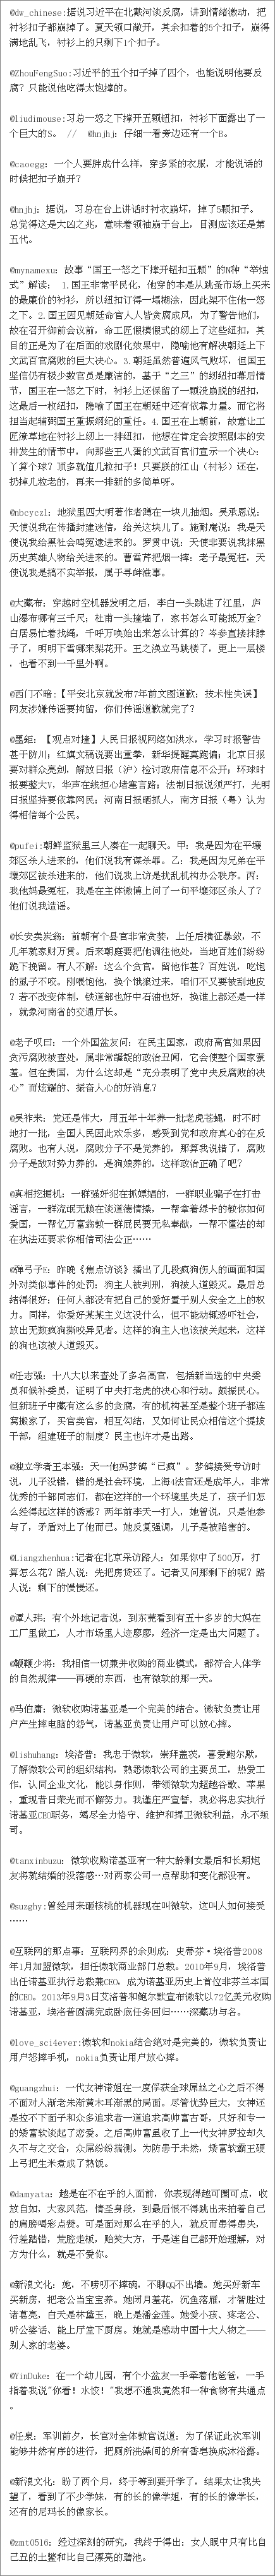 @dw_chinese:据说习近平在北戴河谈反腐，讲到情绪激动，把
衬衫扣子都崩掉了。夏天领口敞开，其余扣着的5个扣子，崩得
满地乱飞，衬衫上的只剩下1个扣子。
@ZhouFengSuo:习近平的五个扣子掉了四个，也能说明他要反
腐？只能说他吃得太饱撑的。
@liudimouse:习总一怒之下撑开五颗钮扣，衬衫下面露出了一
个巨大的S。 // @hnjhj: 仔细一看旁边还有一个B。
@caoegg: 一个人要胖成什么样，穿多紧的衣服，才能说话的
时候把扣子崩开?
@hnjhj: 据说，习总在台上讲话时衬衣崩坏，掉了5颗扣子。
总觉得这是大凶之兆，意味着领袖崩于台上，目测应该还是第
五代。
@mynamexu: 故事“国王一怒之下撑开钮扣五颗”的N种“举烛
式”解读: 1.国王非常平民化，他穿的本是从跳蚤市场上买来
的最廉价的衬衫，所以纽扣订得一塌糊涂，因此架不住他一怒
之下。2.国王因见朝廷命官人人皆贪腐成风，为了警告他们，
故在召开御前会议前，命工匠很模假式的缀上了这些纽扣，其
目的正是为了在后面的戏剧化效果中，隐喻他有解决朝廷上下
文武百官腐败的巨大决心。3.朝廷虽然普遍风气败坏，但国王
坚信仍有极少数官员是廉洁的，基于“之三”的纫纽扣幕后情
节，国王在一怒之下时，衬衫上还保留了一颗没崩脱的纽扣，
这最后一枚纽扣，隐喻了国王在朝廷中还有依靠力量。而它将
担当起辅弼国王重振纲纪的重任。4.国王在上朝前，故意让工
匠潦草地在衬衫上纫上一排纽扣，他想在肯定会按照剧本的安
排发生的情节中，向那些王八蛋的文武百官们宣示一个决心:
丫算个球？顶多就值几拉扣子！只要朕的江山（衬衫）还在，
扔掉几粒老的，再来一排新的多简单呀。
@nbcyczl: 地狱里四大明著作者蹲在一块儿抽烟。吴承恩说:
天使说我在传播封建迷信，给关这块儿了。施耐庵说: 我是天
使说我给黑社会鸣冤逮进来的。罗贯中说: 天使非要说我抹黑
历史英雄人物给关进来的。曹雪芹把烟一摔: 老子最冤枉，天
使说我是搞不实举报，属于寻衅滋事。
@大藏布: 穿越时空机器发明之后，李白一头跳进了江里，庐
山瀑布哪有三千尺，杜甫一头撞墙了，家书怎么可能抵万金？
白居易忙着找绳，千呼万唤始出来怎么计算的？岑参直接抹脖
子了，明明下雪哪来梨花开。王之涣立马跳楼了，更上一层楼
，也看不到一千里外啊。
@西门不暗:【平安北京就发布7年前文图道歉: 技术性失误】
网友涉嫌传谣要拘留，你们传谣道歉就完了?
@墨钜: 【观点对撞】人民日报视网络如洪水，学习时报警告
甚于防川；红旗文稿说要出重拳，新华提醒莫跑偏；北京日报
要对群众亮剑，解放日报（沪）检讨政府信息不公开；环球时
报要整大V，华声在线担心堵塞言路；法制日报说须严打，光明
日报坚持要依靠网民；河南日报晒抓人，南方日报（粤）认为
得相信每个公民。
@pufei:朝鲜监狱里三人凑在一起聊天。甲: 我是因为在平壤
郊区杀人进来的，他们说我有谋杀罪。乙: 我是因为兄弟在平
壤郊区被杀进来的，他们说我上访是扰乱机构办公秩序。丙:
我他妈最冤枉，我是在主体微博上问了一句平壤郊区杀人了?
他们说我造谣。
@长安卖炭翁: 前朝有个县官非常贪婪，上任后横征暴敛，不
几年就家财万贯。后来朝庭要把他调往他处，当地百姓们纷纷
跪下挽留。有人不解: 这么个贪官，留他作甚？百姓说，吃饱
的虱子不咬。刚喂饱他，换个饿瘪过来，咱们不又要被刮地皮
？若不改变体制，铁道部也好中石油也好，换谁上都还是一样
，就象河南省的交通厅长。
@老子叹曰: 一个外国盆友问: 在民主国家，政府高官如果因
贪污腐败被查处，属非常龌龊的政治丑闻，它会使整个国家蒙
羞。但在贵国，为什么这却是“充分表明了党中央反腐败的决
心”而炫耀的、振奋人心的好消息？
@吴祚来: 党还是伟大，用五年十年养一批老虎苍蝇，时不时
地打一批，全国人民因此欢乐多，感受到党和政府真心的在反
腐败。也有人说，腐败分子不是党养的，那算我说错了，腐败
分子是敌对势力养的，是狗娘养的，这样政治正确了吧？
@真相挖掘机: 一群强奸犯在抓嫖娼的，一群职业骗子在打击
谣言，一群流氓无赖在谈道德情操，一帮拿着绿卡的教你如何
爱国，一帮亿万富翁教一群屁民要无私奉献，一帮不懂法的却
在执法还要求你相信司法公正……
@弹弓子E: 昨晚《焦点访谈》播出了几段疯狗伤人的画面和国
外对类似事件的处罚: 狗主人被判刑，狗被人道毁灭。最后总
结得很好: 任何人都没有把自己的爱好置于别人安全之上的权
力。同样，你爱好某某主义这没什么，但不能动辄恐吓社会，
放出无数疯狗撕咬异见者。这样的狗主人也该被关起来，这样
的狗也该被人道毁灭。
@任志强: 十八大以来查处了多名高官，包括新当选的中央委
员和候补委员，证明了中央打老虎的决心和行动。颇振民心。
但新班子中藏有这么多的贪腐，有的机构甚至是整个班子都连
窝搬家了，买官卖官，相互勾结，又如何让民众相信这个提拔
干部，组建班子的制度？民主也许才是出路。
@独立学者王本强: 天一他妈梦鸽“已疯”。梦鸽接受专访时
说，儿子没错，错的是社会环境，上海4法官还是成年人，非常
优秀的干部同志们，都在这样的一个环境里失足了，孩子们怎
么经得起这样的诱惑？两年前李天一打人，她曾说，只是他参
与了，矛盾对上了他而已。她反复强调，儿子是被陷害的。
@Liangzhenhua:记者在北京采访路人: 如果你中了500万，打
算怎么花? 路人说: 先把房贷还了。记者又问那剩下的呢? 路
人说: 剩下的慢慢还。
@谭人玮: 有个外地记者说，到东莞看到有五十多岁的大妈在
工厂里做工，人才市场里人迹廖廖。经济一定是出大问题了。
@鞭鞭少将: 我相信一切兼并收购的商业模式，都符合人体学
的自然规律——再硬的东西，也有微软的那一天。
@马伯庸: 微软收购诺基亚是一个完美的结合。微软负责让用
户产生摔电脑的怨气，诺基亚负责让用户可以放心摔。
@lishuhang: 埃洛普: 我忠于微软，崇拜盖茨，喜爱鲍尔默，
了解微软公司的组织结构，熟悉微软公司的主要员工，热爱工
作，认同企业文化，能以身作则，带领微软为超越谷歌、苹果
，重现昔日荣光而不懈努力。我谨庄严宣誓，我必将忠实执行
诺基亚CEO职务，竭尽全力恪守、维护和捍卫微软利益，永不叛
司。
@tanxinbuzu: 微软收购诺基亚有一种大龄剩女最后和长期炮
友将就结婚的没落感…对两家公司一点帮助和变化都没有。
@suzghy:曾经用来砸核桃的机器现在叫微软，这叫人如何接受
……
@互联网的那点事: 互联网界的余则成: 史蒂芬·埃洛普2008
年1月加盟微软，担任微软商业部门总裁。2010年9月，埃洛普
出任诺基亚执行总裁兼CEO，成为诺基亚历史上首位非芬兰本国
的CEO。2013年9月3日艾洛普和鲍尔默宣布微软以72亿美元收购
诺基亚，埃洛普圆满完成卧底任务回归……深藏功与名。
@love_sci4ever:微软和nokia结合绝对是完美的，微软负责让
用户怒摔手机，nokia负责让用户放心摔。
@guangzhui: 一代女神诺姐在一度俘获全球屌丝之心之后不得
不面对人渐老朱渐黄木耳渐黑的局面。尽管优势巨大，女神还
是拉不下面子和众多追求者一道追求高帅富古哥，只好和专一
的矮富软谈起了恋爱。之后高帅富虽收了上一代女神罗拉却久
久不与之交合，众屌纷纷揣测。为防患于未然，矮富软霸王硬
上弓把生米煮成了熟饭。
@damyata: 越是在不在乎的人面前，你表现得越可圈可点，收
放自如，大家风范，情圣身段，到最后恨不得跳出来拍着自己
的肩膀喝彩点赞。可是面对那么在乎的人，就反而患得患失，
行差踏错，荒腔走板，贻笑大方，于是连自己都开始理解，对
方为什么，就是不爱你。
@新浪文化: 她，不唠叨不摔碗，不聊QQ不出墙。她买好新车
买新房，把老公当宝宝养。她闭月羞花，沉鱼落雁，才智胜过
诸葛亮，白天是林黛玉，晚上是潘金莲。她爱小孩、疼老公、
听公婆话、能上厅堂下厨房。她就是感动中国十大人物之——
别人家的老婆。
@YinDuke: 在一个幼儿园，有个小盆友一手牵着他爸爸，一手
指着我说"你看！水饺！"我想不通我竟然和一种食物有共通点
。
@任泉: 军训前夕，长官对全体教官说道: 为了保证此次军训
能够井然有序的进行，把厕所洗澡间的所有香皂换成沐浴露。
@新浪文化: 盼了两个月，终于等到要开学了，结果太让我失
望了，看到了不少学妹，有的长的像学姐，有的长的像学长，
还有的尼玛长的像家长。
@zmt0516: 经过深刻的研究，我终于得出: 女人眼中只有比自
己丑的土鳖和比自己漂亮的碧池。